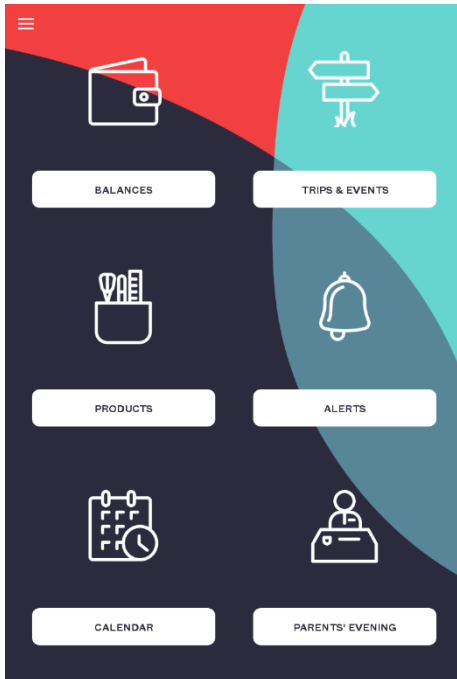 BALANCES
TRIPS & EVENTS
PRODUCTS
ALERTS
CALENDAR
PARENTS' EVENING